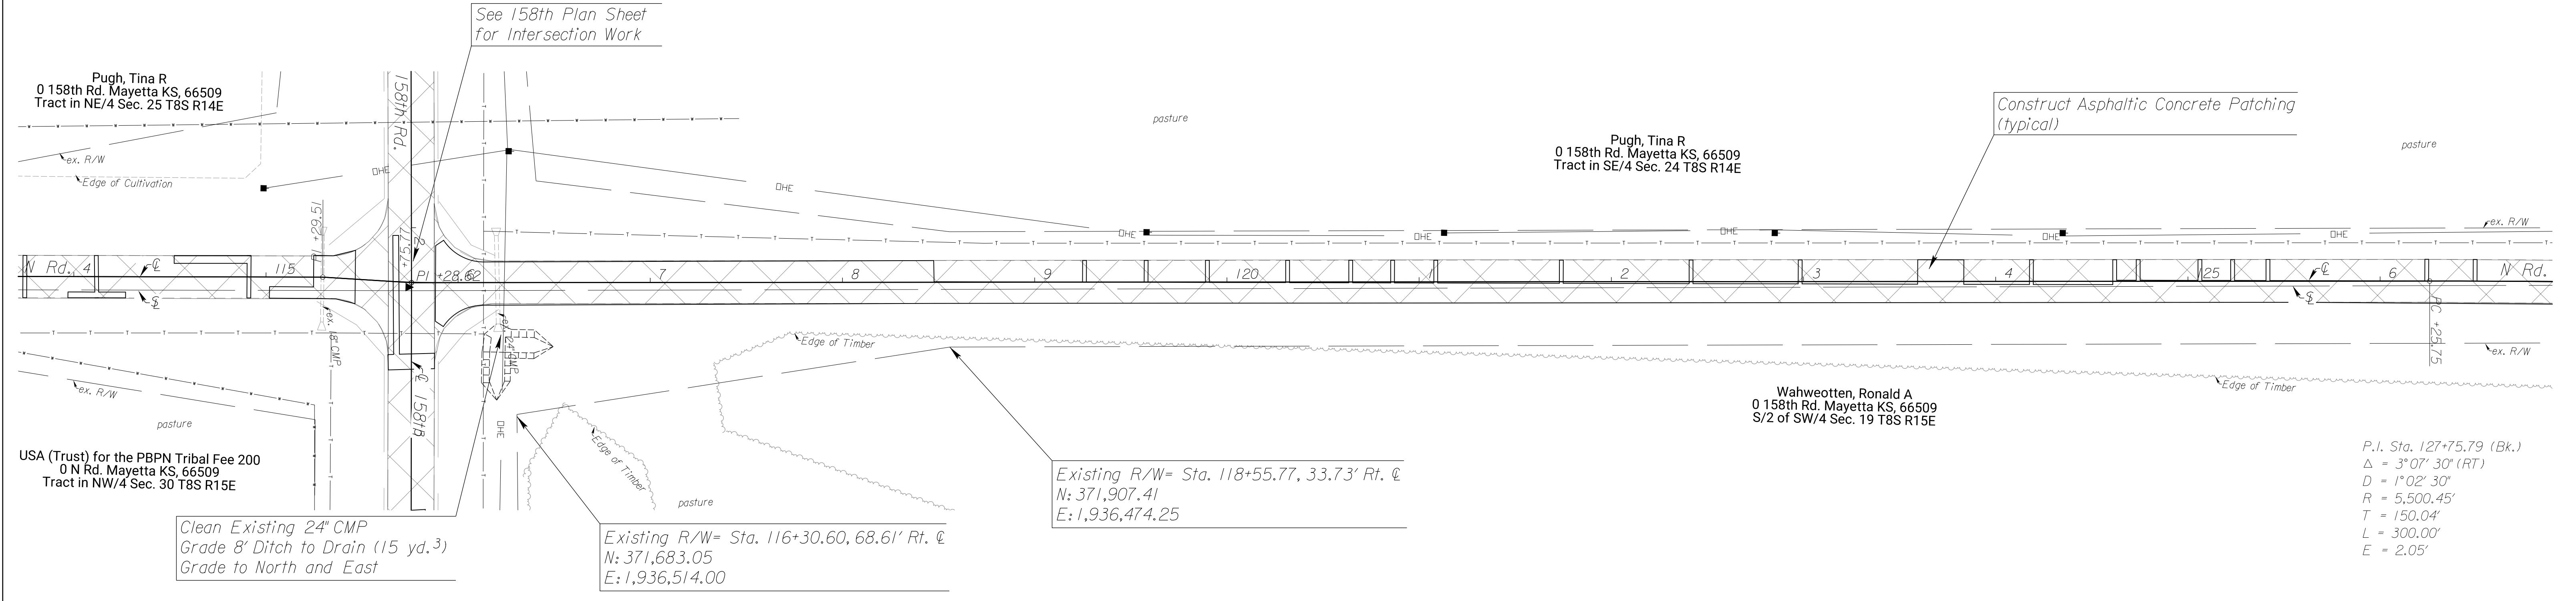 See 158th Plan Sheet
for Intersection Work
Pugh, Tina R
0 158th Rd. Mayetta KS, 66509
Tract in NE/4 Sec. 25 T8S R14E
ex. R/W
Edge of Cultivation
OHE
158th Rd.
OHE
pasture
Pugh, Tina R
0 158th Rd. Mayetta KS, 66509
Tract in SE/4 Sec. 24 T8S R14E
Construct Asphaltic Concrete Patching
(typical)
pasture
ex. R/W
OHE
OHE
OHE
OHE
OHE
N Rd. 4
℄
115
PI +28.62
7
8
9
120
1
2
3
4
125
℄
6
N Rd.
PC +25.75
ex. 18" CMP
ex. 24" CMP
℄ 158th
OHE
Edge of Timber
Edge of Timber
Edge of Timber
ex. R/W
ex. R/W
pasture
USA (Trust) for the PBPN Tribal Fee 200
0 N Rd. Mayetta KS, 66509
Tract in NW/4 Sec. 30 T8S R15E
Wahweotten, Ronald A
0 158th Rd. Mayetta KS, 66509
S/2 of SW/4 Sec. 19 T8S R15E
pasture
Clean Existing 24" CMP
Grade 8' Ditch to Drain (15 yd.³)
Grade to North and East
Existing R/W= Sta. 116+30.60, 68.61' Rt. ℄
N: 371,683.05
E: 1,936,514.00
Existing R/W= Sta. 118+55.77, 33.73' Rt. ℄
N: 371,907.41
E: 1,936,474.25
P.I. Sta. 127+75.79 (Bk.)
Δ = 3° 07' 30" (RT)
D = 1° 02' 30"
R = 5,500.45'
T = 150.04'
L = 300.00'
E = 2.05'